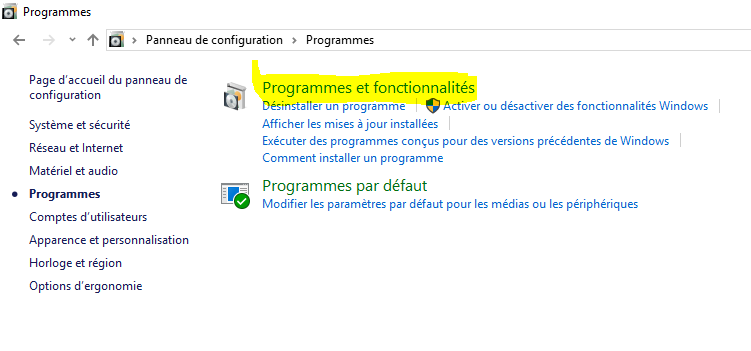 Programmes
Panneau de configuration > Programmes
Page d'accueil du panneau de
configuration
Système et sécurité
Réseau et Internet
Matériel et audio
Programmes
Comptes d'utilisateurs
Apparence et personnalisation
Horloge et région
Options d'ergonomie
Programmes et fonctionnalités
Désinstaller un programme
Activer ou désactiver des fonctionnalités Windows
Afficher les mises à jour installées
Exécuter des programmes conçus pour des versions précédentes de Windows
Comment installer un programme
Programmes par défaut
Modifier les paramètres par défaut pour les médias ou les périphériques